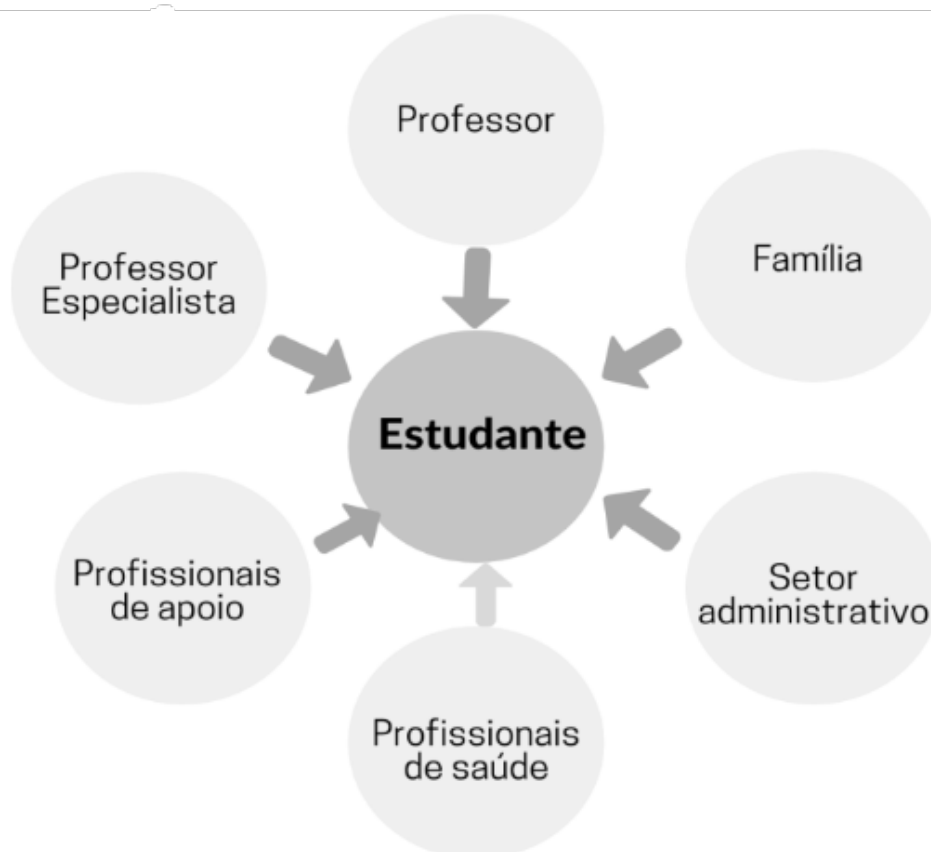 Professor
Professor
Especialista
Família
Estudante
Profissionais
de apoio
Setor
administrativo
Profissionais
de saúde